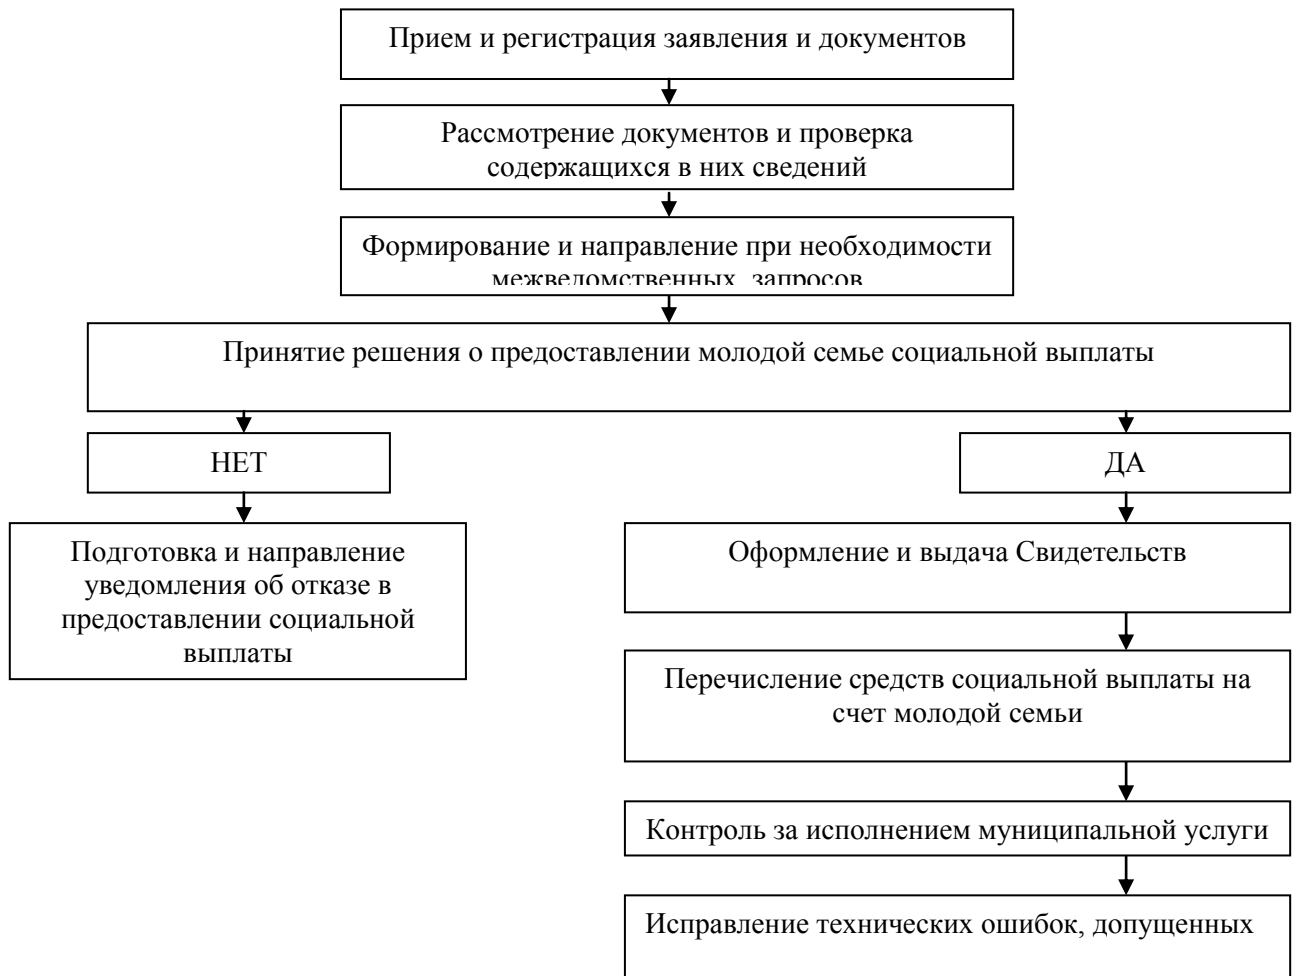 Прием и регистрация заявления и документов
Рассмотрение документов и проверка
содержащихся в них сведений
Формирование и направление при необходимости
межведомственных запросов
Принятие решения о предоставлении молодой семье социальной выплаты
НЕТ
ДА
Подготовка и направление
уведомления об отказе в
предоставлении социальной
выплаты
Оформление и выдача Свидетельств
Перечисление средств социальной выплаты на
счет молодой семьи
Контроль за исполнением муниципальной услуги
Исправление технических ошибок, допущенных